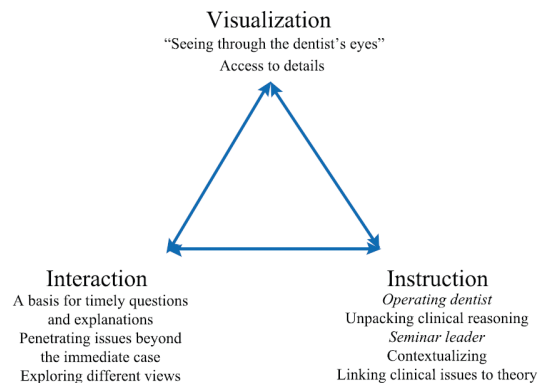 Visualization
“Seeing through the dentist’s eyes”
Access to details
Interaction
A basis for timely questions
and explanations
Penetrating issues beyond
the immediate case
Exploring different views
Instruction
Operating dentist
Unpacking clinical reasoning
Seminar leader
Contextualizing
Linking clinical issues to theory